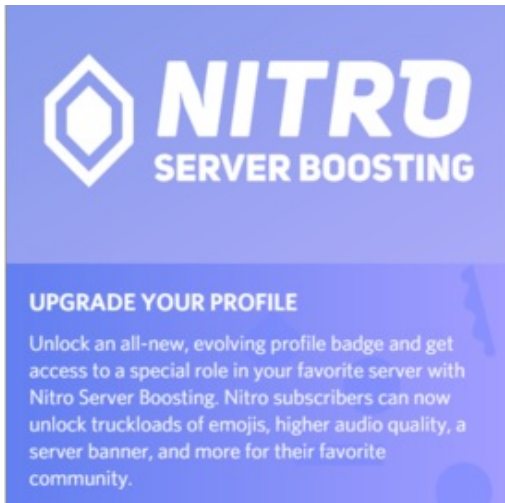 NITRO
SERVER BOOSTING
UPGRADE YOUR PROFILE
Unlock an all-new, evolving profile badge and get
access to a special role in your favorite server with
Nitro Server Boosting. Nitro subscribers can now
unlock truckloads of emojis, higher audio quality, a
server banner, and more for their favorite
community.